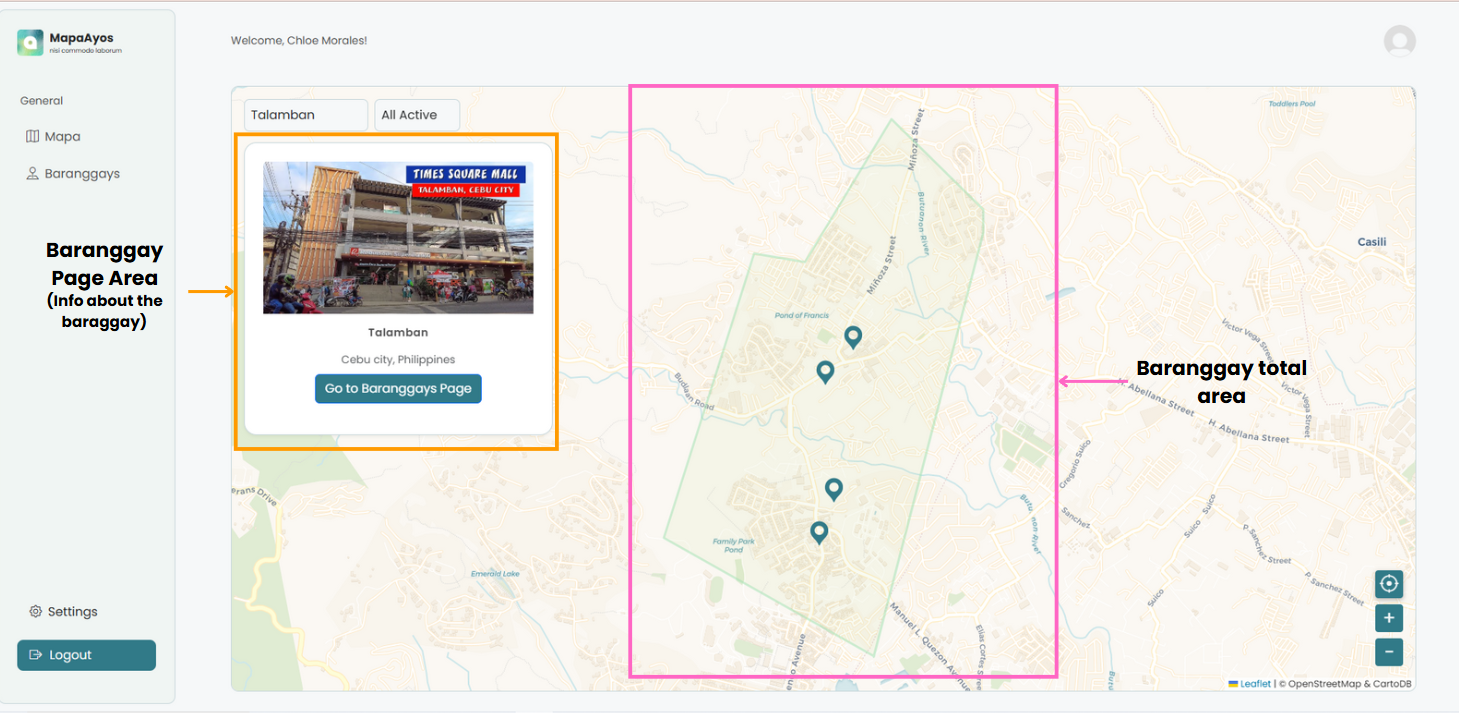 MapaAyos
nisi commodo laborum
General
Mapa
Baranggays
Settings
Logout
Welcome, Chloe Morales!
Talamban
All Active
TIMES SQUARE MALL
TALAMBAN, CEBU CITY
Talamban
Cebu city, Philippines
Go to Baranggays Page
Baranggay
Page Area
(Info about the
baraggay)
Baranggay total
area
Toddlers Pool
Miñoza Street
Butuanon River
Miñoza Street
Casili
Pond of Francis
Victor Vega Street
Victor Vega Street
Budlaan Road
H. Abellana Street
H. Abellana Street
Gregorio Suico
erans Drive
Sanchez
Suico
Suico
Butu
non-River
P. Sanchez Street
Family Park
Pond
Emerald Lake
P. Sanchez Street
Suico
Manuel L. Quezon Avenue
Elias Cortes Street
Avenue
Butu
+
−
Leaflet | © OpenStreetMap & CartoDB